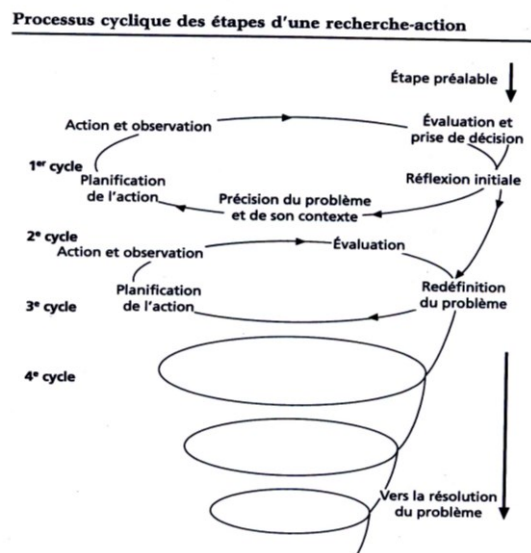 Processus cyclique des étapes d'une recherche-action
Étape préalable
Action et observation
Évaluation et
prise de décision
1er cycle
Planification
de l'action
Réflexion initiale
Précision du problème
et de son contexte
2e cycle
Action et observation
Évaluation
Planification
de l'action
Redéfinition
du problème
3e cycle
4e cycle
Vers la résolution
du problème